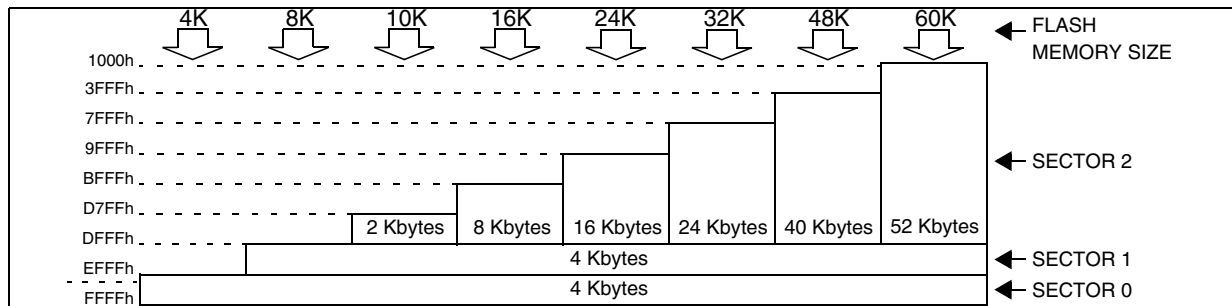 4K 8K 10K 16K 24K 32K 48K 60K
FLASH
MEMORY SIZE
1000h
3FFFh
7FFFh
9FFFh
SECTOR 2
BFFFh
D7FFh
2 Kbytes 8 Kbytes 16 Kbytes 24 Kbytes 40 Kbytes 52 Kbytes
DFFFh
4 Kbytes
SECTOR 1
EFFFh
4 Kbytes
SECTOR 0
FFFFh